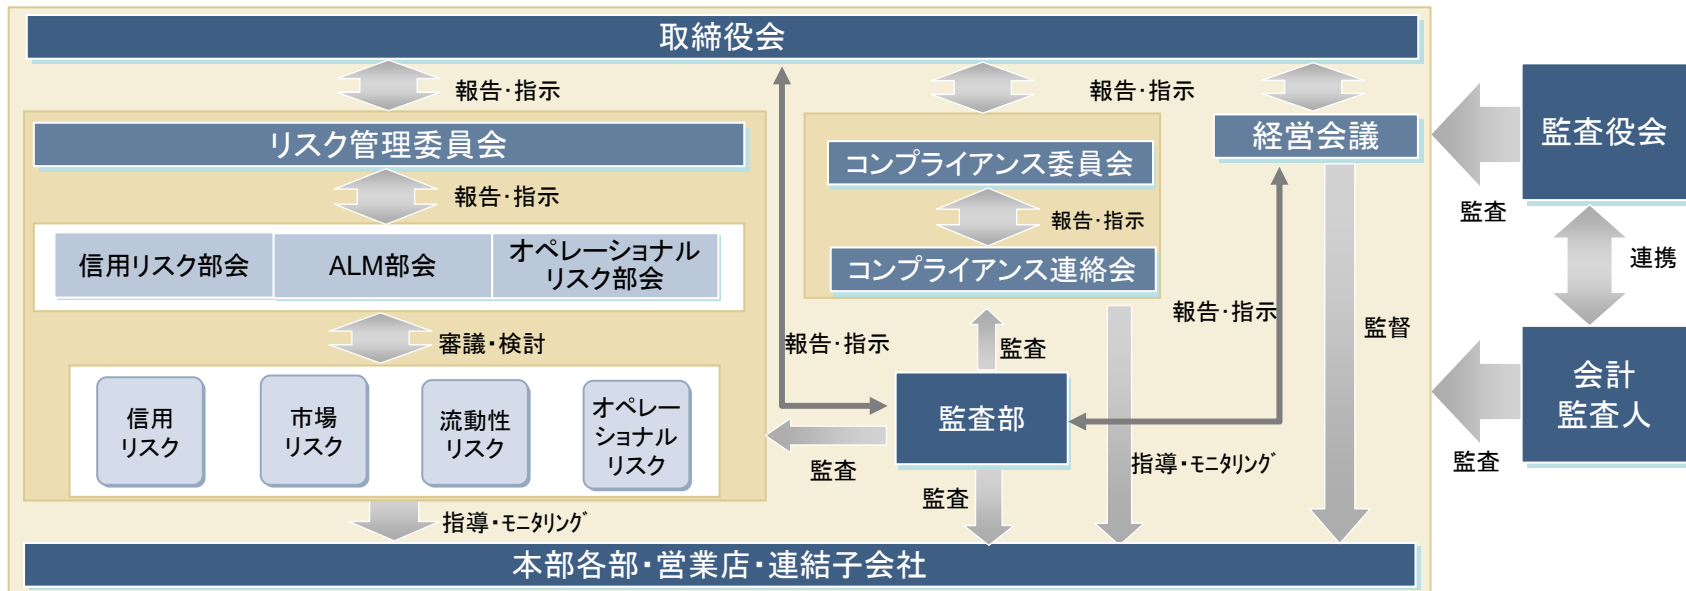 取締役会
報告・指示
報告・指示
リスク管理委員会
報告・指示
信用リスク部会
ALM部会
オペレーショナル
リスク部会
審議・検討
信用
リスク
市場
リスク
流動性
リスク
オペレー
ショナル
リスク
指導・モニタリング
コンプライアンス委員会
報告・指示
コンプライアンス連絡会
経営会議
報告・指示
監査
報告・指示
監督
監査部
監査
監査
指導・モニタリング
監査役会
監査
連携
会計
監査人
監査
本部各部・営業店・連結子会社